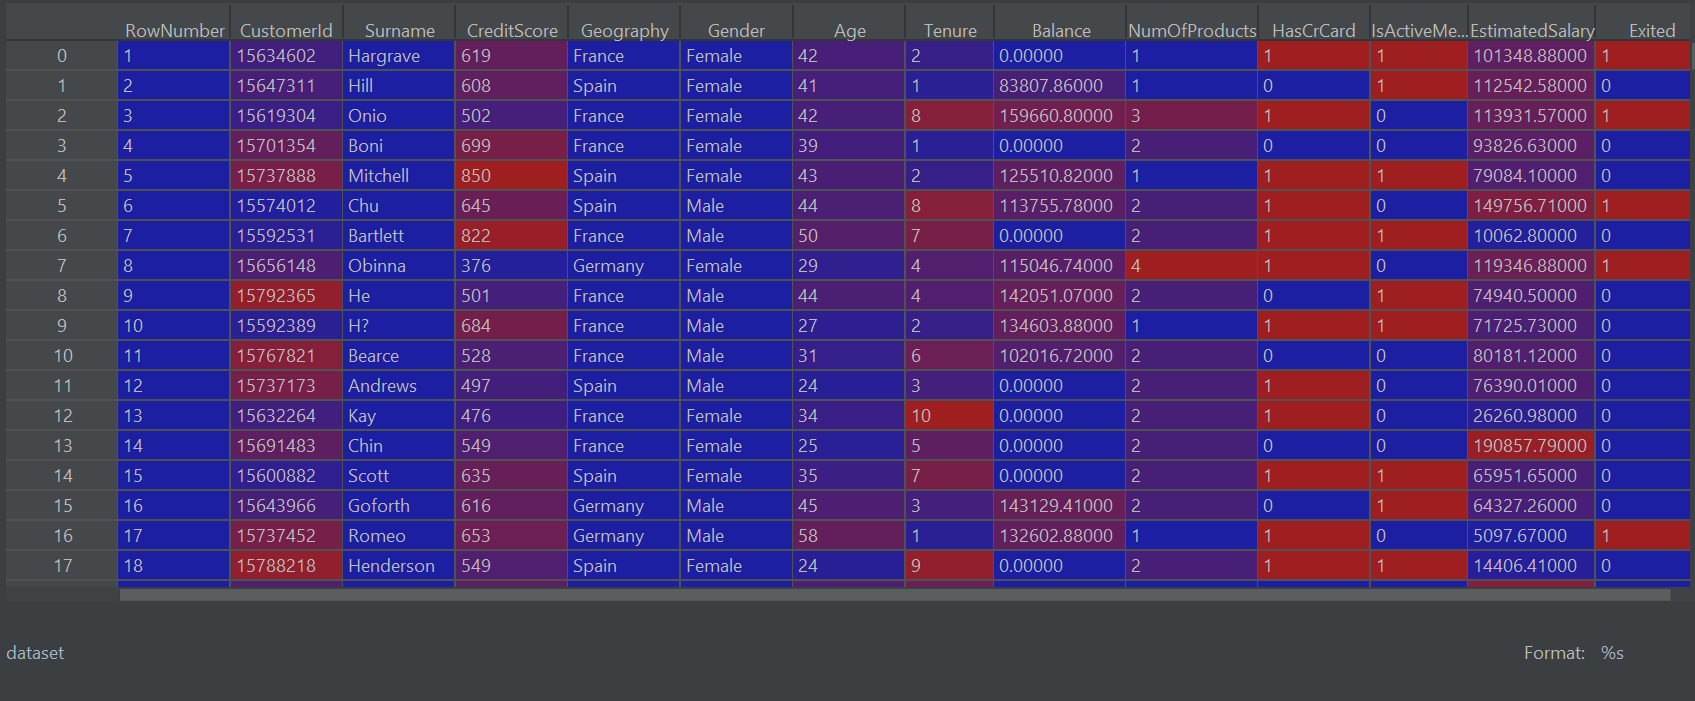 RowNumber CustomerId Surname CreditScore Geography Gender Age Tenure Balance NumOfProducts HasCrCard IsActiveMe... EstimatedSalary Exited
0 1 15634602 Hargrave 619 France Female 42 2 0.00000 1 1 1 101348.88000 1
1 2 15647311 Hill 608 Spain Female 41 1 83807.86000 1 0 1 112542.58000 0
2 3 15619304 Onio 502 France Female 42 8 159660.80000 3 1 0 113931.57000 1
3 4 15701354 Boni 699 France Female 39 1 0.00000 2 0 0 93826.63000 0
4 5 15737888 Mitchell 850 Spain Female 43 2 125510.82000 1 1 1 79084.10000 0
5 6 15574012 Chu 645 Spain Male 44 8 113755.78000 2 1 0 149756.71000 1
6 7 15592531 Bartlett 822 France Male 50 7 0.00000 2 1 1 10062.80000 0
7 8 15656148 Obinna 376 Germany Female 29 4 115046.74000 4 1 0 119346.88000 1
8 9 15792365 He 501 France Male 44 4 142051.07000 2 0 1 74940.50000 0
9 10 15592389 H? 684 France Male 27 2 134603.88000 1 1 1 71725.73000 0
10 11 15767821 Bearce 528 France Male 31 6 102016.72000 2 0 0 80181.12000 0
11 12 15737173 Andrews 497 Spain Male 24 3 0.00000 2 1 0 76390.01000 0
12 13 15632264 Kay 476 France Female 34 10 0.00000 2 1 0 26260.98000 0
13 14 15691483 Chin 549 France Female 25 5 0.00000 2 0 0 190857.79000 0
14 15 15600882 Scott 635 Spain Female 35 7 0.00000 2 1 1 65951.65000 0
15 16 15643966 Goforth 616 Germany Male 45 3 143129.41000 2 0 1 64327.26000 0
16 17 15737452 Romeo 653 Germany Male 58 1 132602.88000 1 1 0 5097.67000 1
17 18 15788218 Henderson 549 Spain Female 24 9 0.00000 2 1 1 14406.41000 0
dataset Format: %s